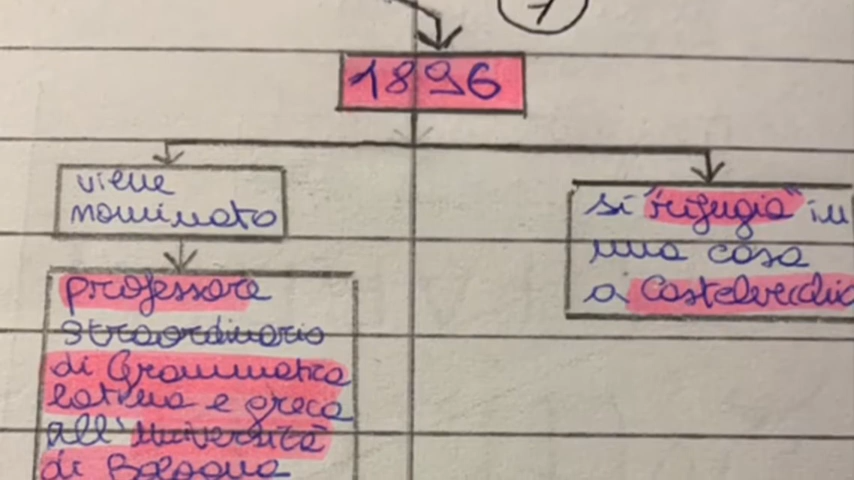 1
1896
viene
nominato
si "rifugia" in
una casa
a Castelvecchio
professore
straordinario
di Grammatica
latina e greca
all'Università
di Bologna